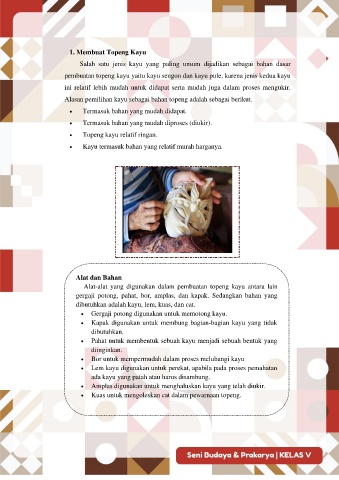 1. Membuat Topeng Kayu
Salah satu jenis kayu yang paling umum dijadikan sebagai bahan dasar
pembuatan topeng kayu yaitu kayu sengon dan kayu pule, karena jenis kedua kayu
ini relatif lebih mudah untuk didapat serta mudah juga dalam proses mengukir.
Alasan pemilihan kayu sebagai bahan topeng adalah sebagai berikut.
• Termasuk bahan yang mudah didapat.
• Termasuk bahan yang mudah diproses (diukir).
• Topeng kayu relatif ringan.
• Kayu termasuk bahan yang relatif murah harganya.
Alat dan Bahan
Alat-alat yang digunakan dalam pembuatan topeng kayu antara lain
gergaji potong, pahat, bor, amplas, dan kapak. Sedangkan bahan yang
dibutuhkan adalah kayu, lem, kuas, dan cat.
• Gergaji potong digunakan untuk memotong kayu.
• Kapak digunakan untuk membung bagian-bagian kayu yang tidak
dibutuhkan.
• Pahat untuk membentuk sebuah kayu menjadi sebuah bentuk yang
diinginkan.
• Bor untuk mempermudah dalam proses melubangi kayu
• Lem kayu digunakan untuk perekat, apabila pada proses pemahatan
ada kayu yang patah atau harus disambung.
• Amplas digunakan untuk menghaluskan kayu yang telah diukir.
• Kuas untuk mengoleskan cat dalam pewarnaan topeng.
Seni Budaya & Prakarya | KELAS V